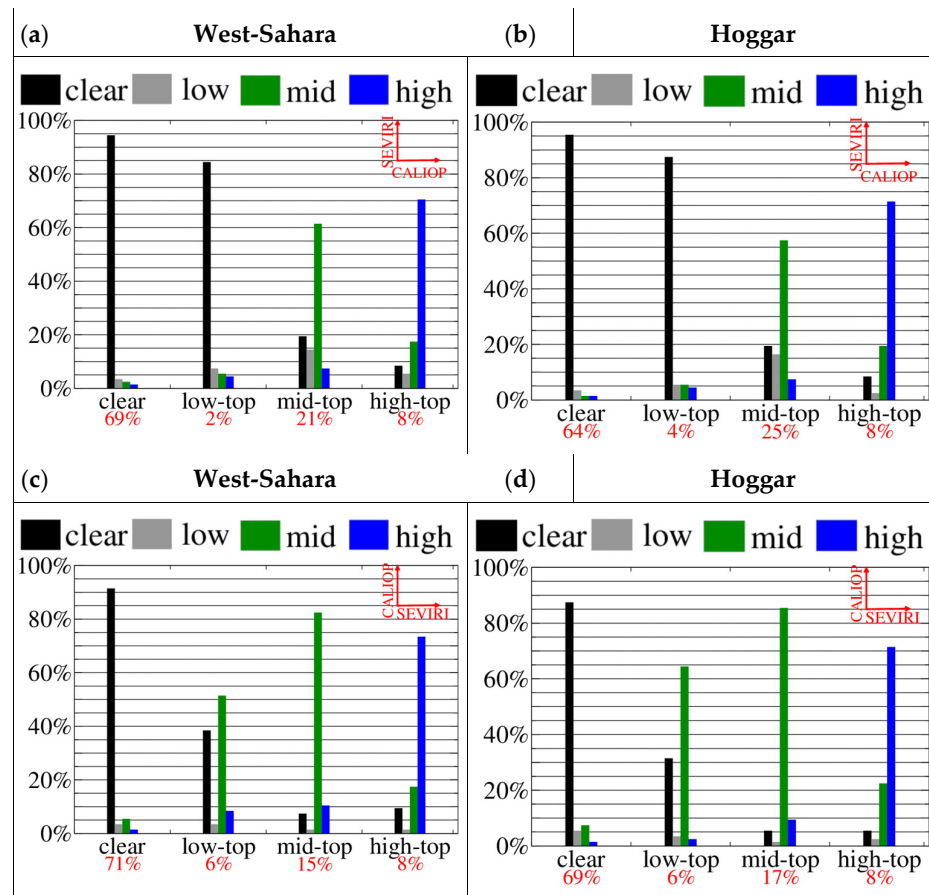 (a) West-Sahara (b) Hoggar
clear low mid high clear low mid high
100% 100%
SEVIRI SEVIRI
CALIOP CALIOP
80% 80%
60% 60%
40% 40%
20% 20%
0% 0%
clear low-top mid-top high-top clear low-top mid-top high-top
69% 2% 21% 8% 64% 4% 25% 8%
(c) West-Sahara (d) Hoggar
clear low mid high clear low mid high
100% 100%
CALIOP CALIOP
SEVIRI SEVIRI
80% 80%
60% 60%
40% 40%
20% 20%
0% 0%
clear low-top mid-top high-top clear low-top mid-top high-top
71% 6% 15% 8% 69% 6% 17% 8%